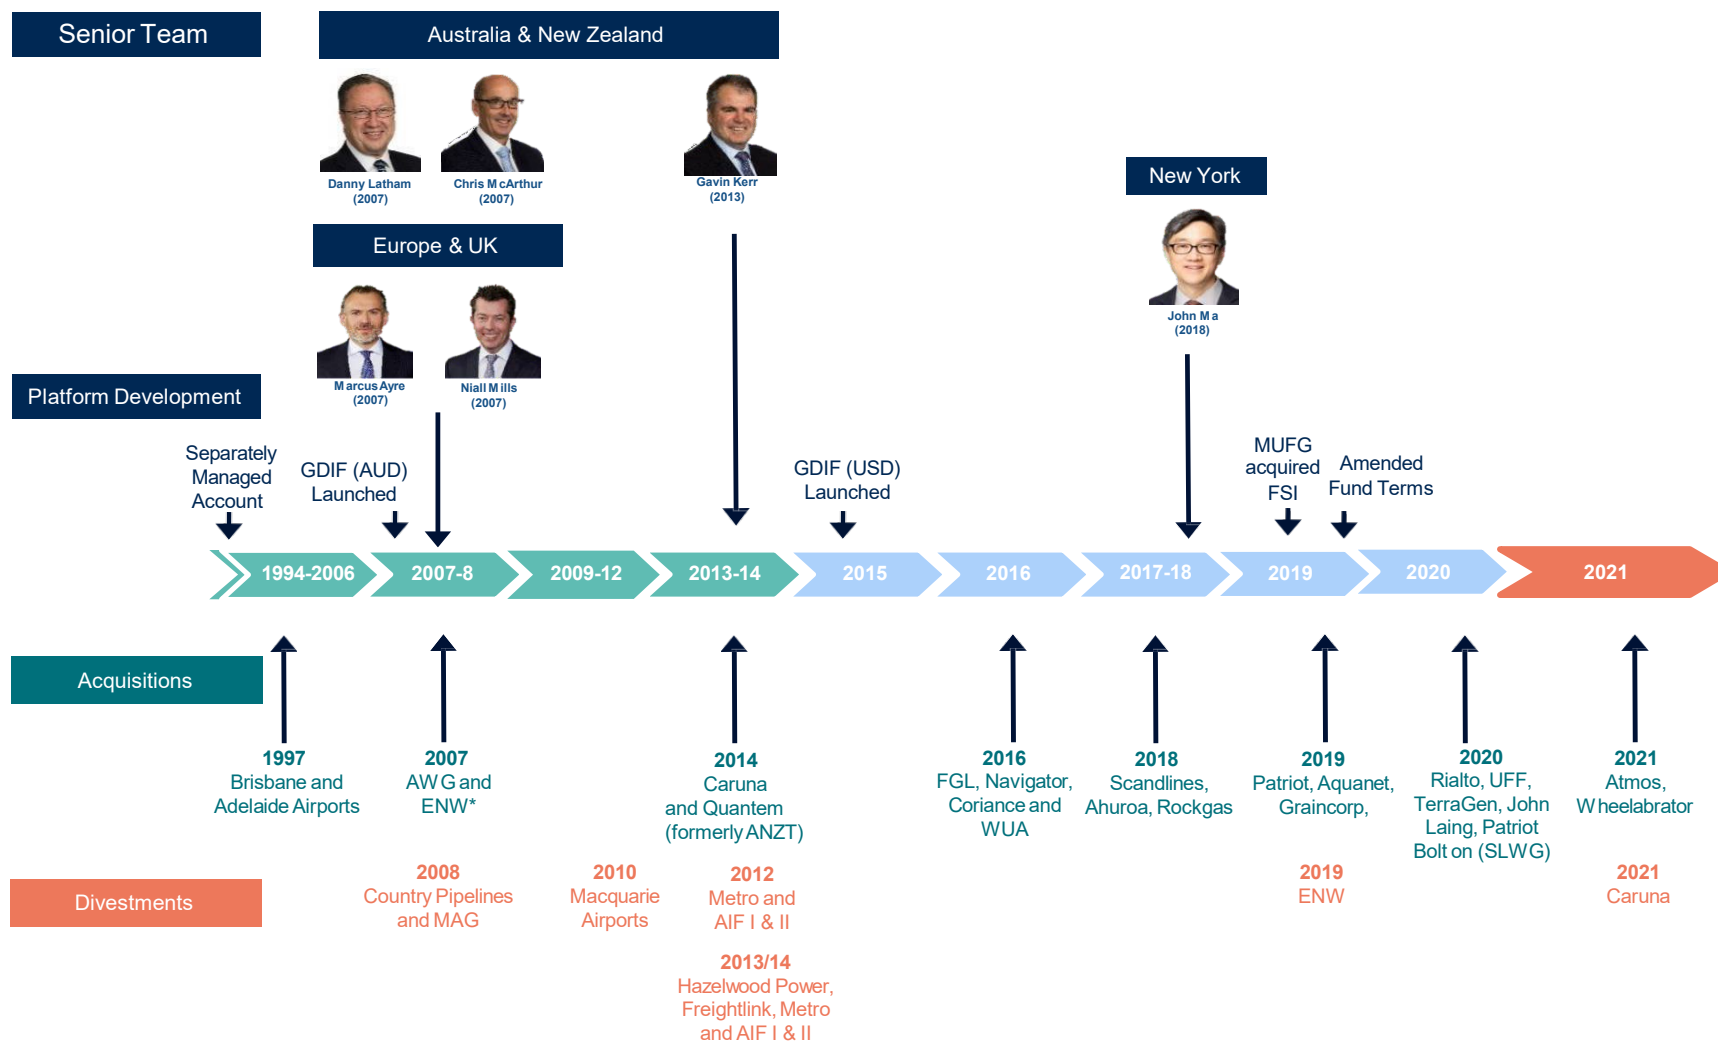 Senior Team
Australia & New Zealand
Danny Latham
(2007)
Chris McArthur
(2007)
Gavin Kerr
(2013)
New York
John Ma
(2018)
Europe & UK
Marcus Ayre
(2007)
Niall Mills
(2007)
Platform Development
Separately
Managed
Account
GDIF (AUD)
Launched
GDIF (USD)
Launched
MUFG
acquired
FSI
Amended
Fund Terms
1994-2006
2007-8
2009-12
2013-14
2015
2016
2017-18
2019
2020
2021
Acquisitions
1997
Brisbane and
Adelaide Airports
2007
AWG and
ENW*
2014
Caruna
and Quantem
(formerly ANZT)
2016
FGL, Navigator,
Coriance and
WUA
2018
Scandlines,
Ahuroa, Rockgas
2019
Patriot, Aquanet,
Graincorp,
2020
Rialto, UFF,
TerraGen, John
Laing, Patriot
Bolt on (SLWG)
2021
Atmos,
Wheelabrator
Divestments
2008
Country Pipelines
and MAG
2010
Macquarie
Airports
2012
Metro and
AIF I & II
2013/14
Hazelwood Power,
Freightlink, Metro
and AIF I & II
2019
ENW
2021
Caruna